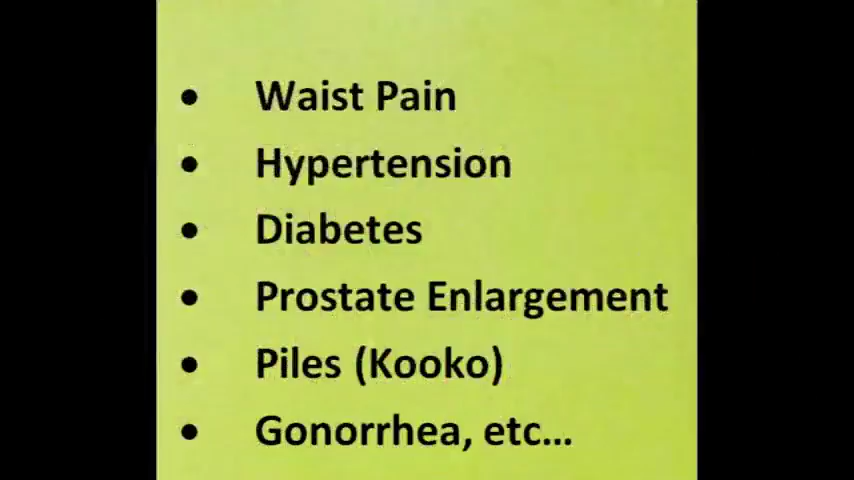 • Waist Pain
• Hypertension
• Diabetes
• Prostate Enlargement
• Piles (Kooko)
• Gonorrhea, etc...